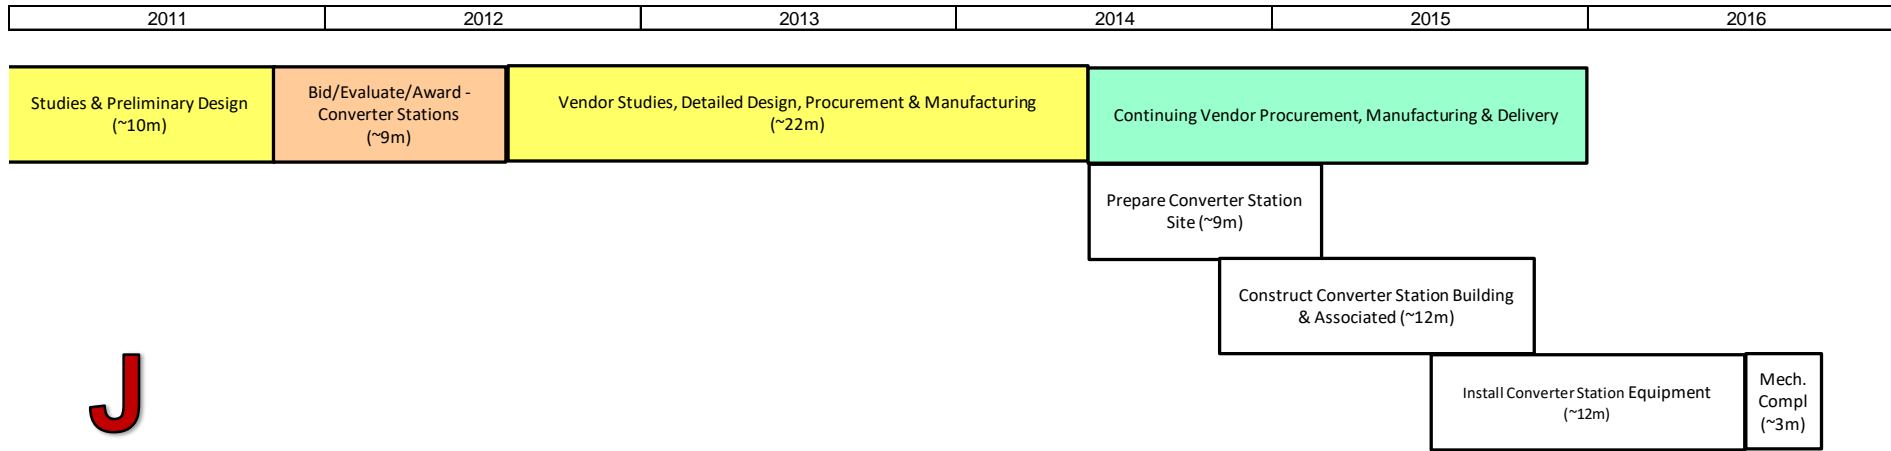 2011 2012 2013 2014 2015 2016
Studies & Preliminary Design
(~10m)
Bid/Evaluate/Award -
Converter Stations
(~9m)
Vendor Studies, Detailed Design, Procurement & Manufacturing
(~22m)
Continuing Vendor Procurement, Manufacturing & Delivery
Prepare Converter Station
Site (~9m)
Construct Converter Station Building
& Associated (~12m)
Install Converter Station Equipment
(~12m)
Mech.
Compl
(~3m)
J